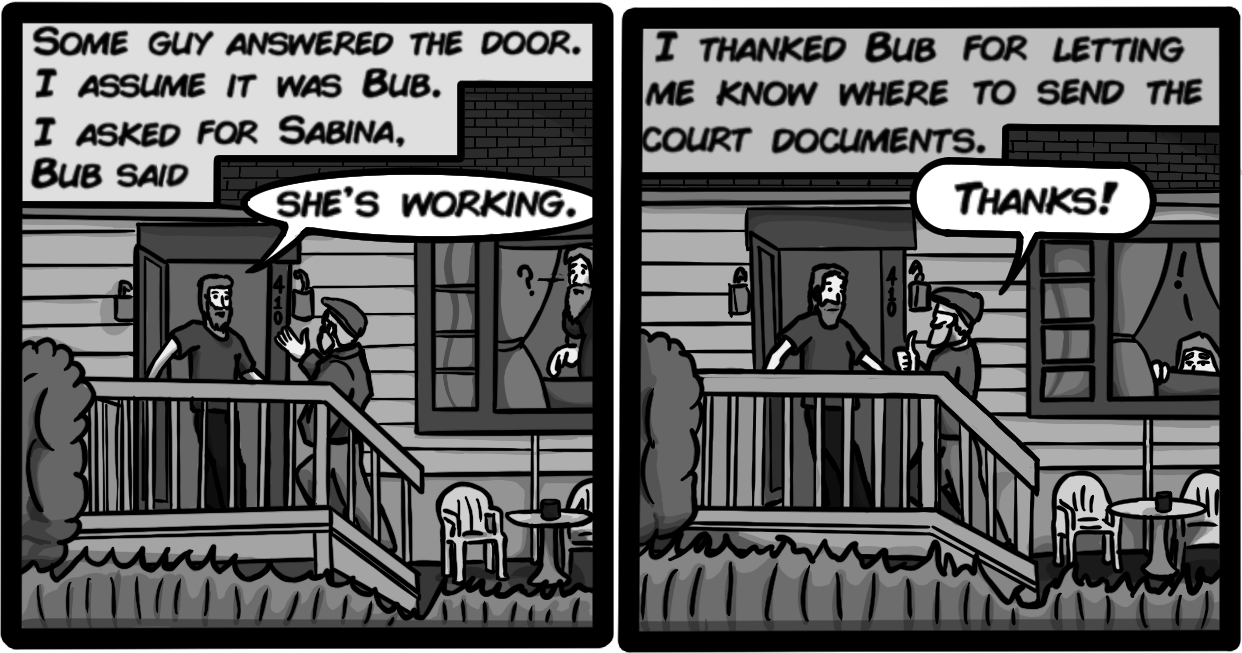 SOME GUY ANSWERED THE DOOR.
I ASSUME IT WAS BUB.
I ASKED FOR SABINA,
BUB SAID
SHE'S WORKING.
410
?
I THANKED BUB FOR LETTING
ME KNOW WHERE TO SEND THE
COURT DOCUMENTS.
THANKS!
410
!